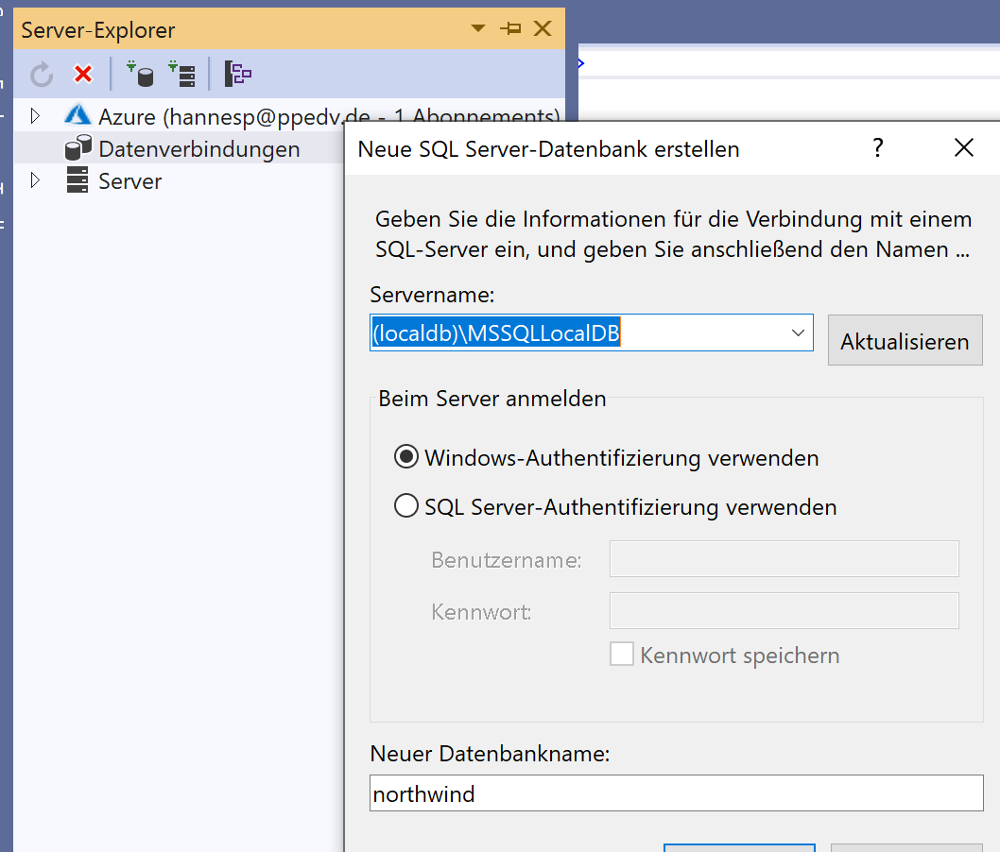 Server-Explorer
Azure (hannesp@ppedv.de - 1 Abonnements)
Datenverbindungen
Server
Neue SQL Server-Datenbank erstellen
?
Geben Sie die Informationen für die Verbindung mit einem
SQL-Server ein, und geben Sie anschließend den Namen ...
Servername:
(localdb)\MSSQLLocalDB
Aktualisieren
Beim Server anmelden
Windows-Authentifizierung verwenden
SQL Server-Authentifizierung verwenden
Benutzername:
Kennwort:
Kennwort speichern
Neuer Datenbankname:
northwind